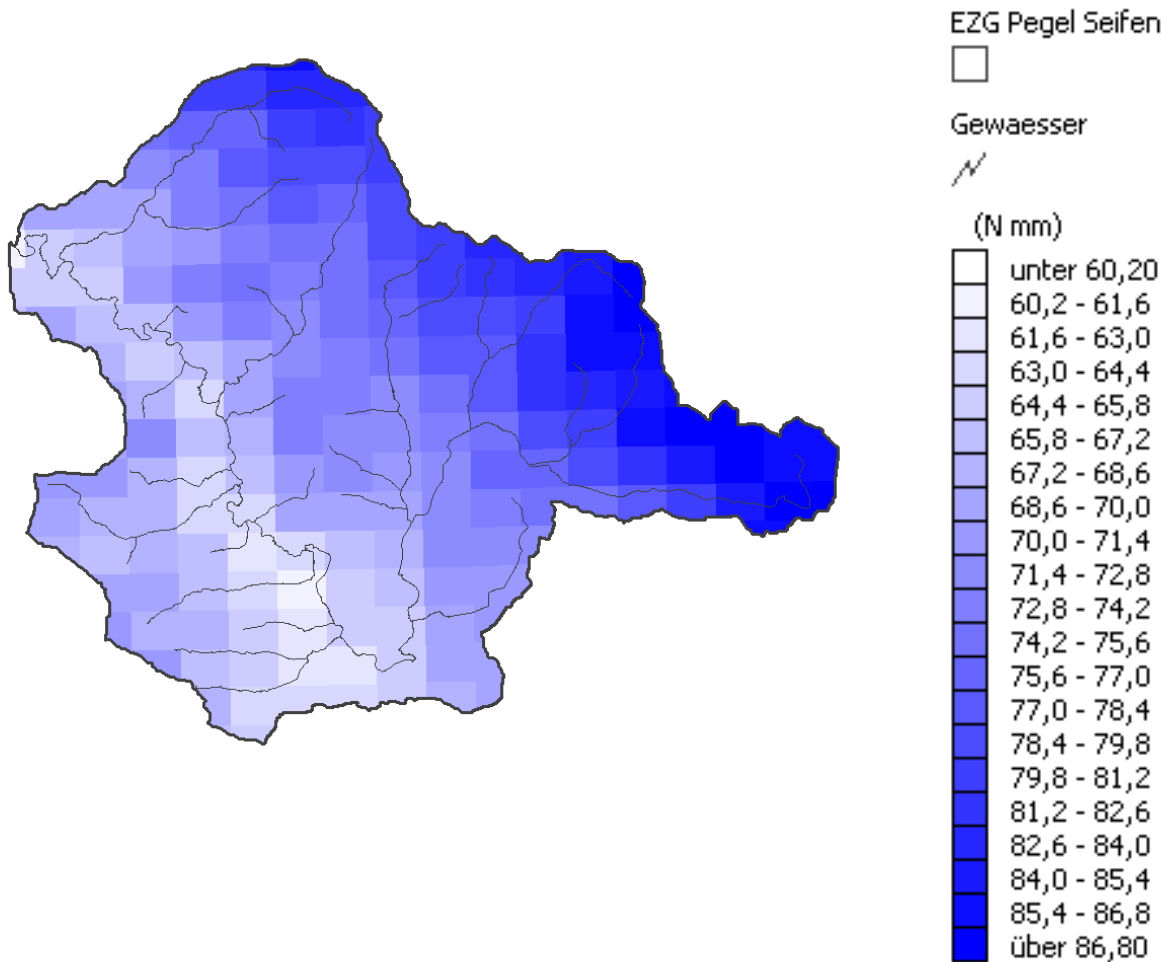 EZG Pegel Seifen
Gewaesser
(N mm)
unter 60,20
60,2 - 61,6
61,6 - 63,0
63,0 - 64,4
64,4 - 65,8
65,8 - 67,2
67,2 - 68,6
68,6 - 70,0
70,0 - 71,4
71,4 - 72,8
72,8 - 74,2
74,2 - 75,6
75,6 - 77,0
77,0 - 78,4
78,4 - 79,8
79,8 - 81,2
81,2 - 82,6
82,6 - 84,0
84,0 - 85,4
85,4 - 86,8
über 86,80